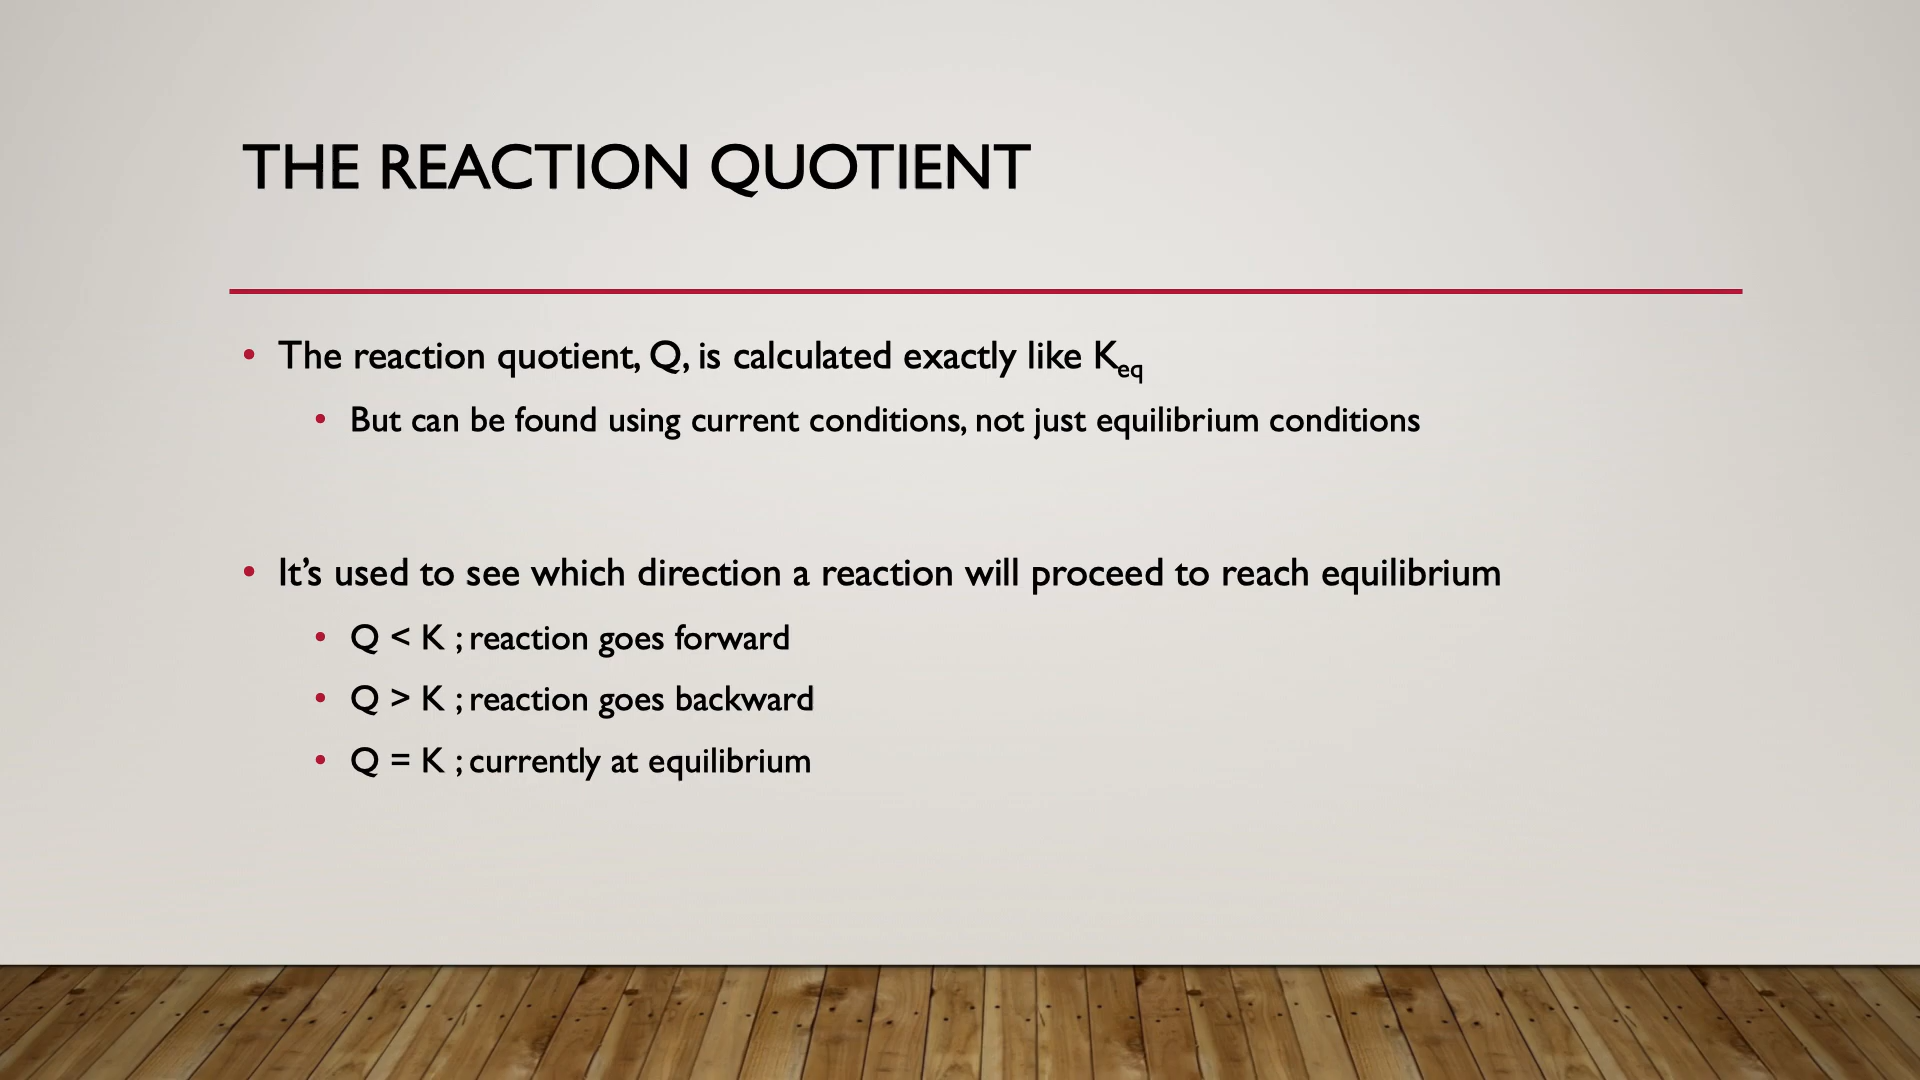 THE REACTION QUOTIENT
• The reaction quotient, Q, is calculated exactly like Keq
• But can be found using current conditions, not just equilibrium conditions
• It’s used to see which direction a reaction will proceed to reach equilibrium
• Q < K ; reaction goes forward
• Q > K ; reaction goes backward
• Q = K ; currently at equilibrium